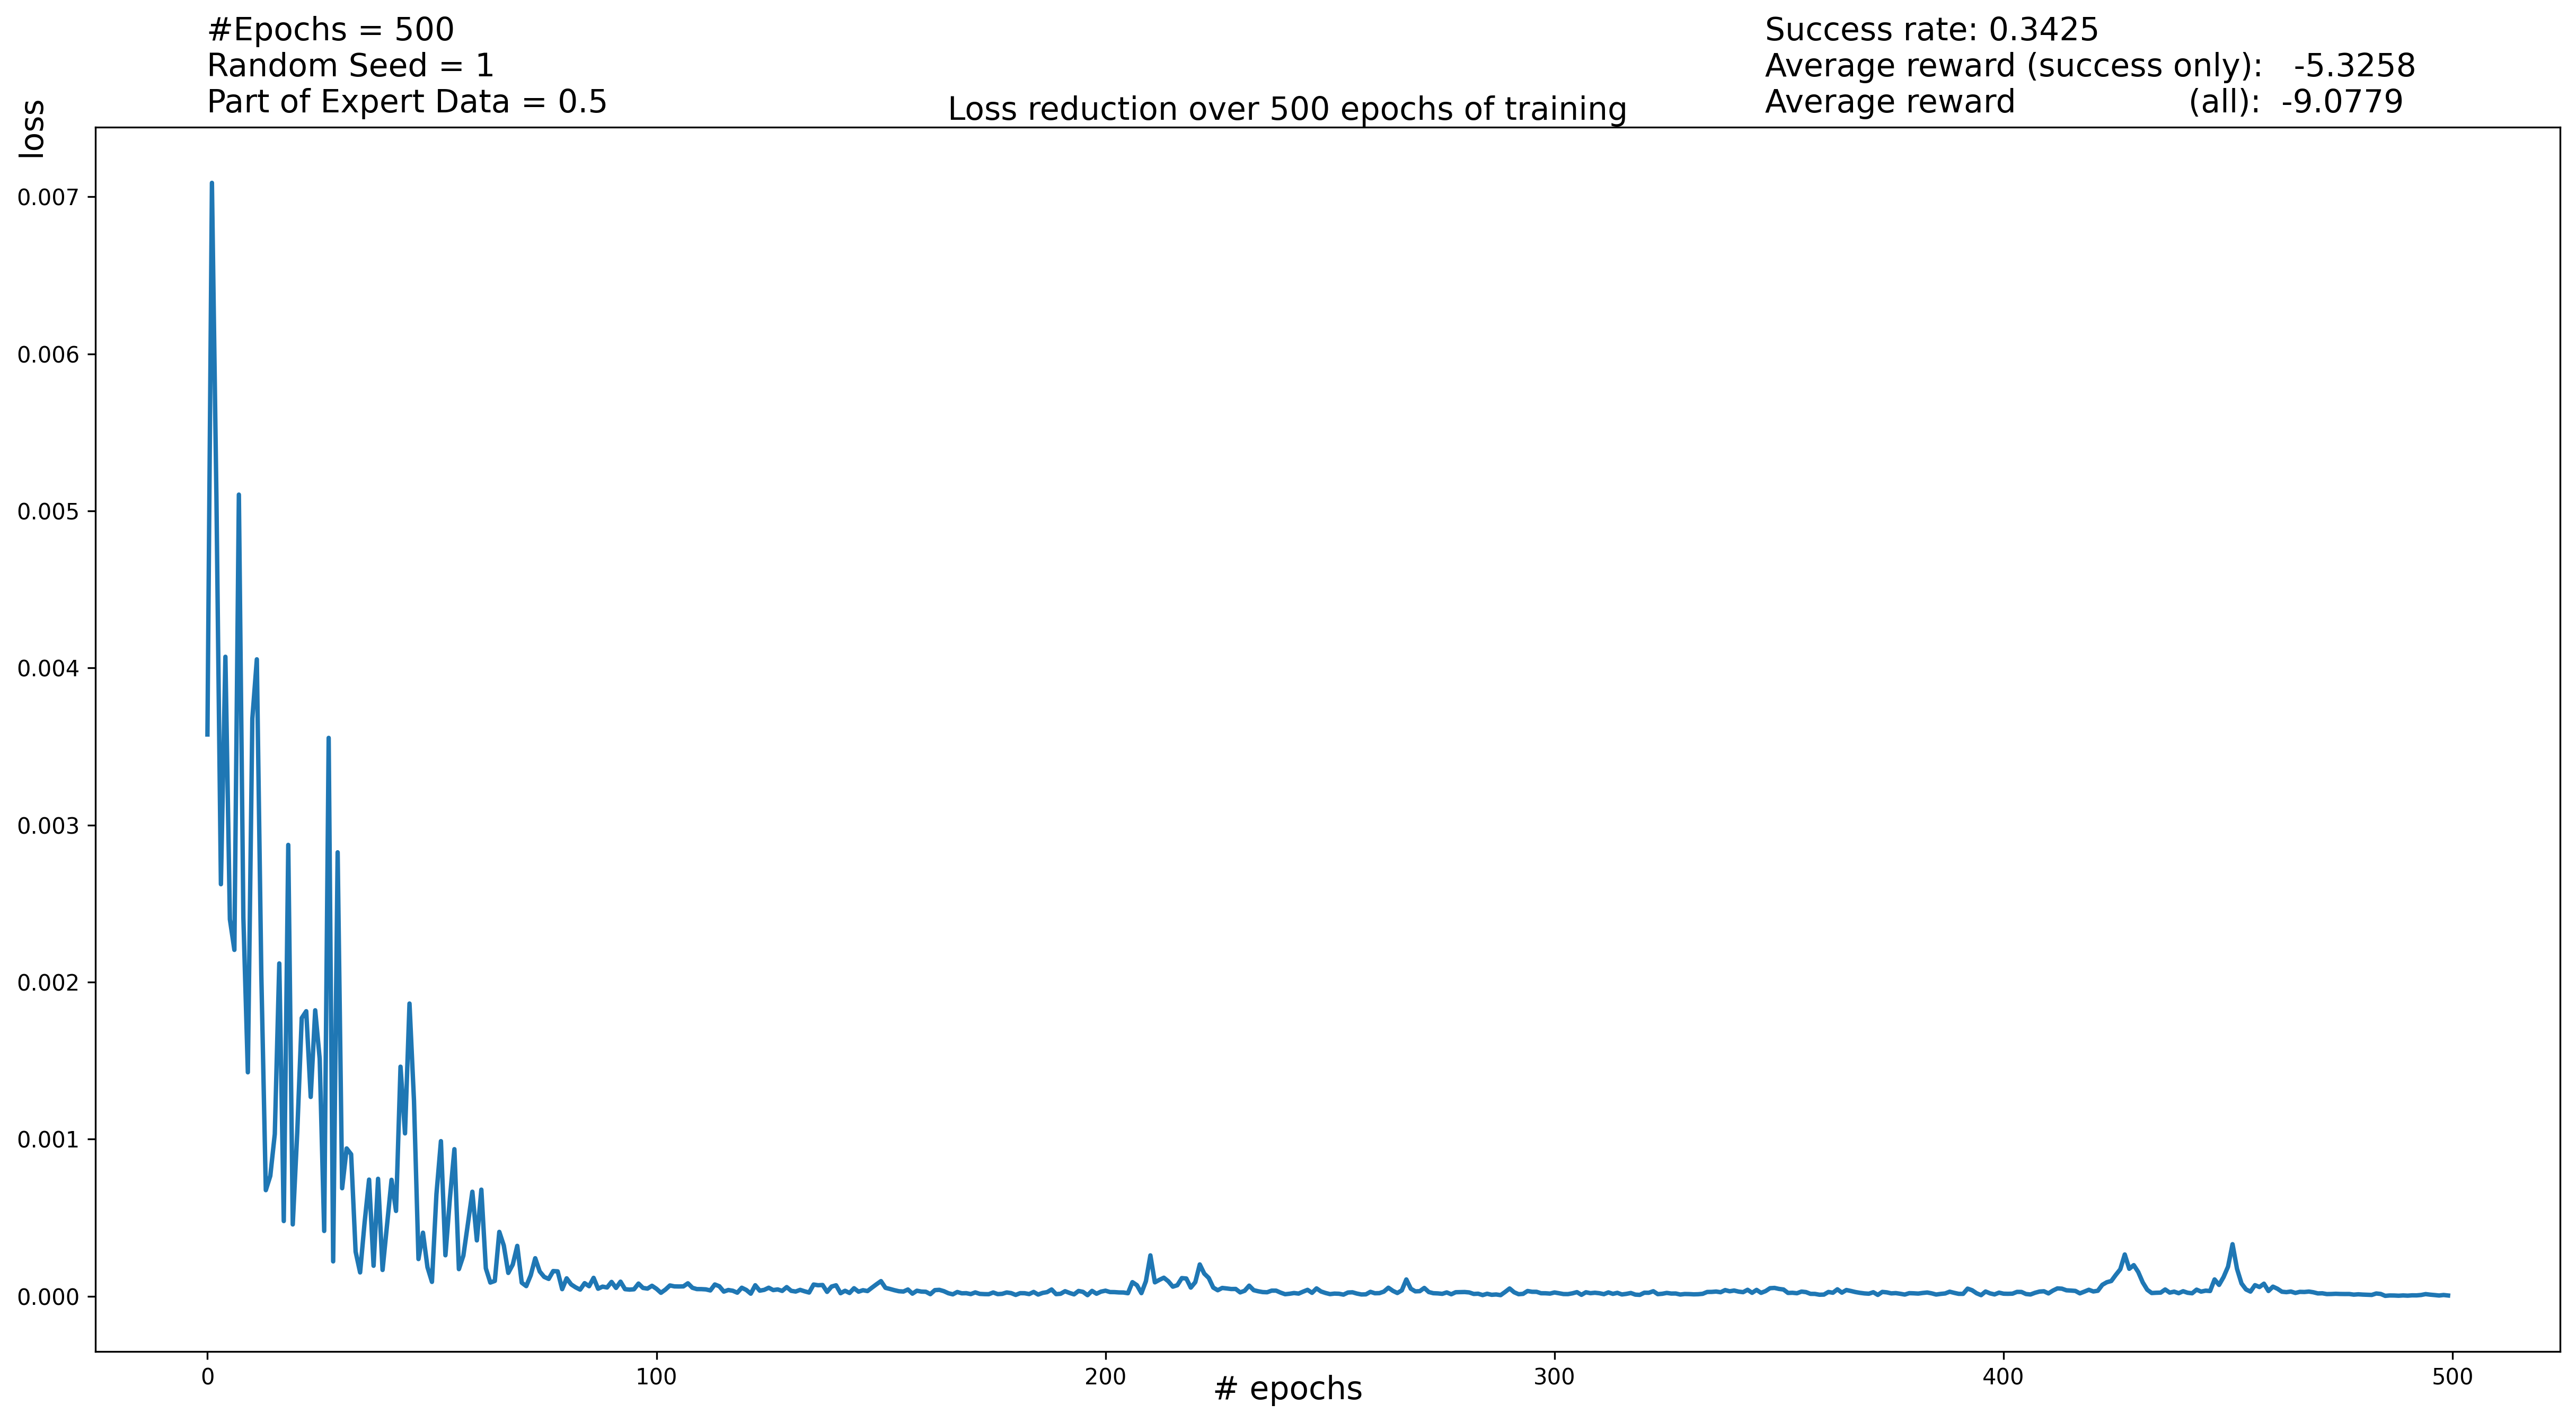 #Epochs = 500
Random Seed = 1
Part of Expert Data = 0.5
Success rate: 0.3425
Average reward (success only): -5.3258
Average reward (all): -9.0779
Loss reduction over 500 epochs of training
loss
0.007
0.006
0.005
0.004
0.003
0.002
0.001
0.000
0 100 200 300 400 500
# epochs